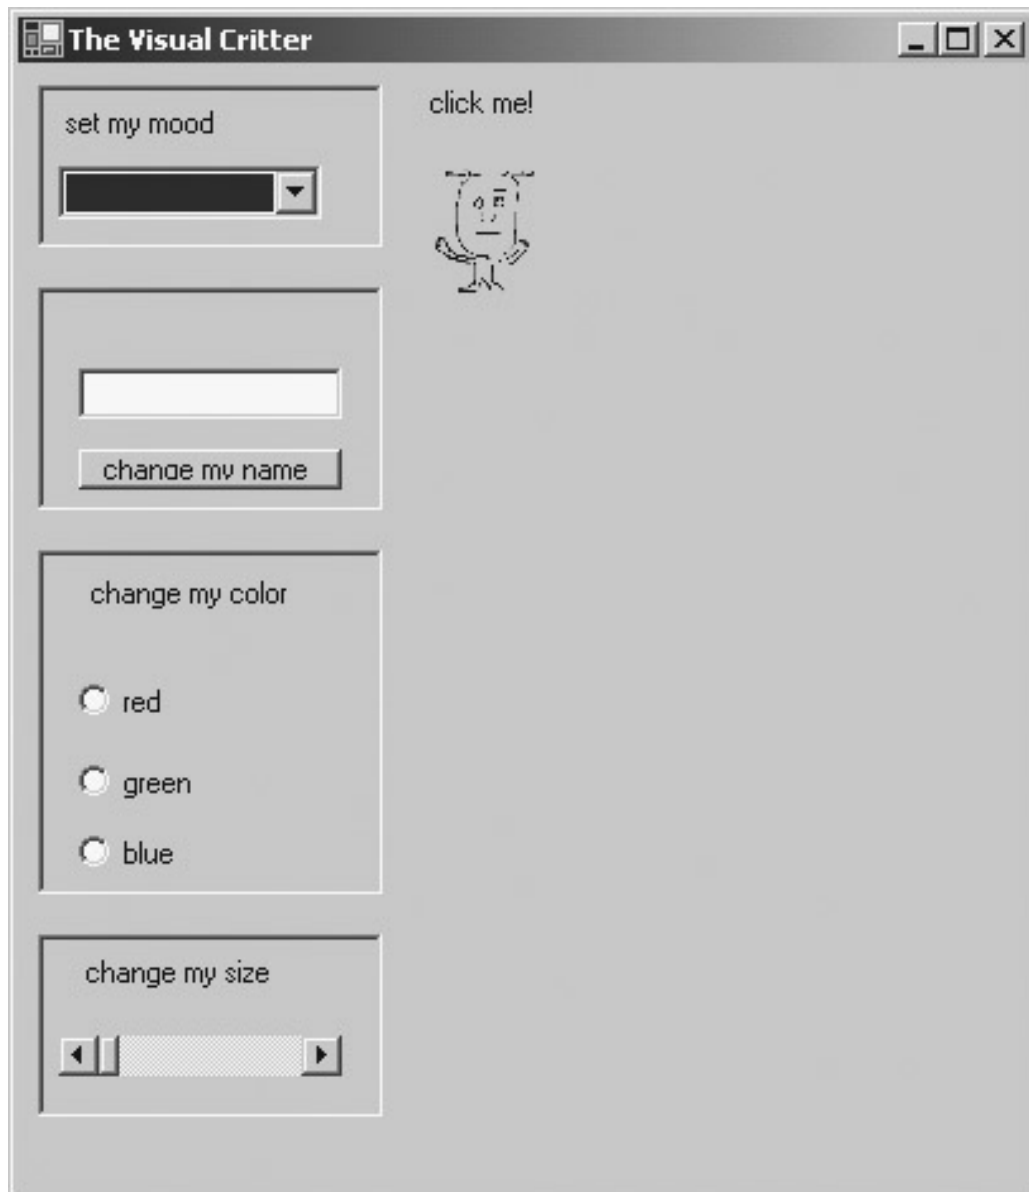 The Visual Critter
set my mood
click me!
change my name
change my color
red
green
blue
change my size